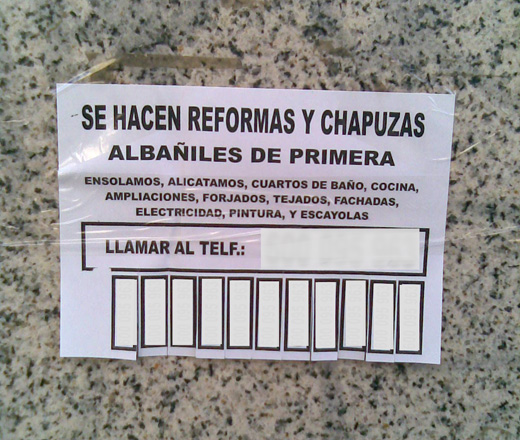 SE HACEN REFORMAS Y CHAPUZAS
ALBAÑILES DE PRIMERA
ENSOLAMOS, ALICATAMOS, CUARTOS DE BAÑO, COCINA,
AMPLIACIONES, FORJADOS, TEJADOS, FACHADAS,
ELECTRICIDAD, PINTURA, Y ESCAYOLAS
LLAMAR AL TELF.: